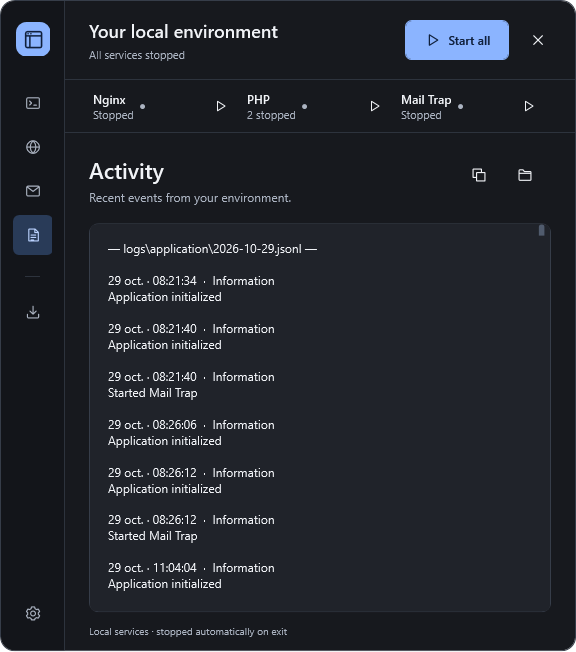 Your local environment
All services stopped
Start all
Nginx
Stopped
PHP
2 stopped
Mail Trap
Stopped
Activity
Recent events from your environment.
— logs\application\2026-10-29.jsonl —
29 oct. · 08:21:34 · Information
Application initialized
29 oct. · 08:21:40 · Information
Application initialized
29 oct. · 08:21:40 · Information
Started Mail Trap
29 oct. · 08:26:06 · Information
Application initialized
29 oct. · 08:26:12 · Information
Application initialized
29 oct. · 08:26:12 · Information
Started Mail Trap
29 oct. · 11:04:04 · Information
Application initialized
Local services · stopped automatically on exit